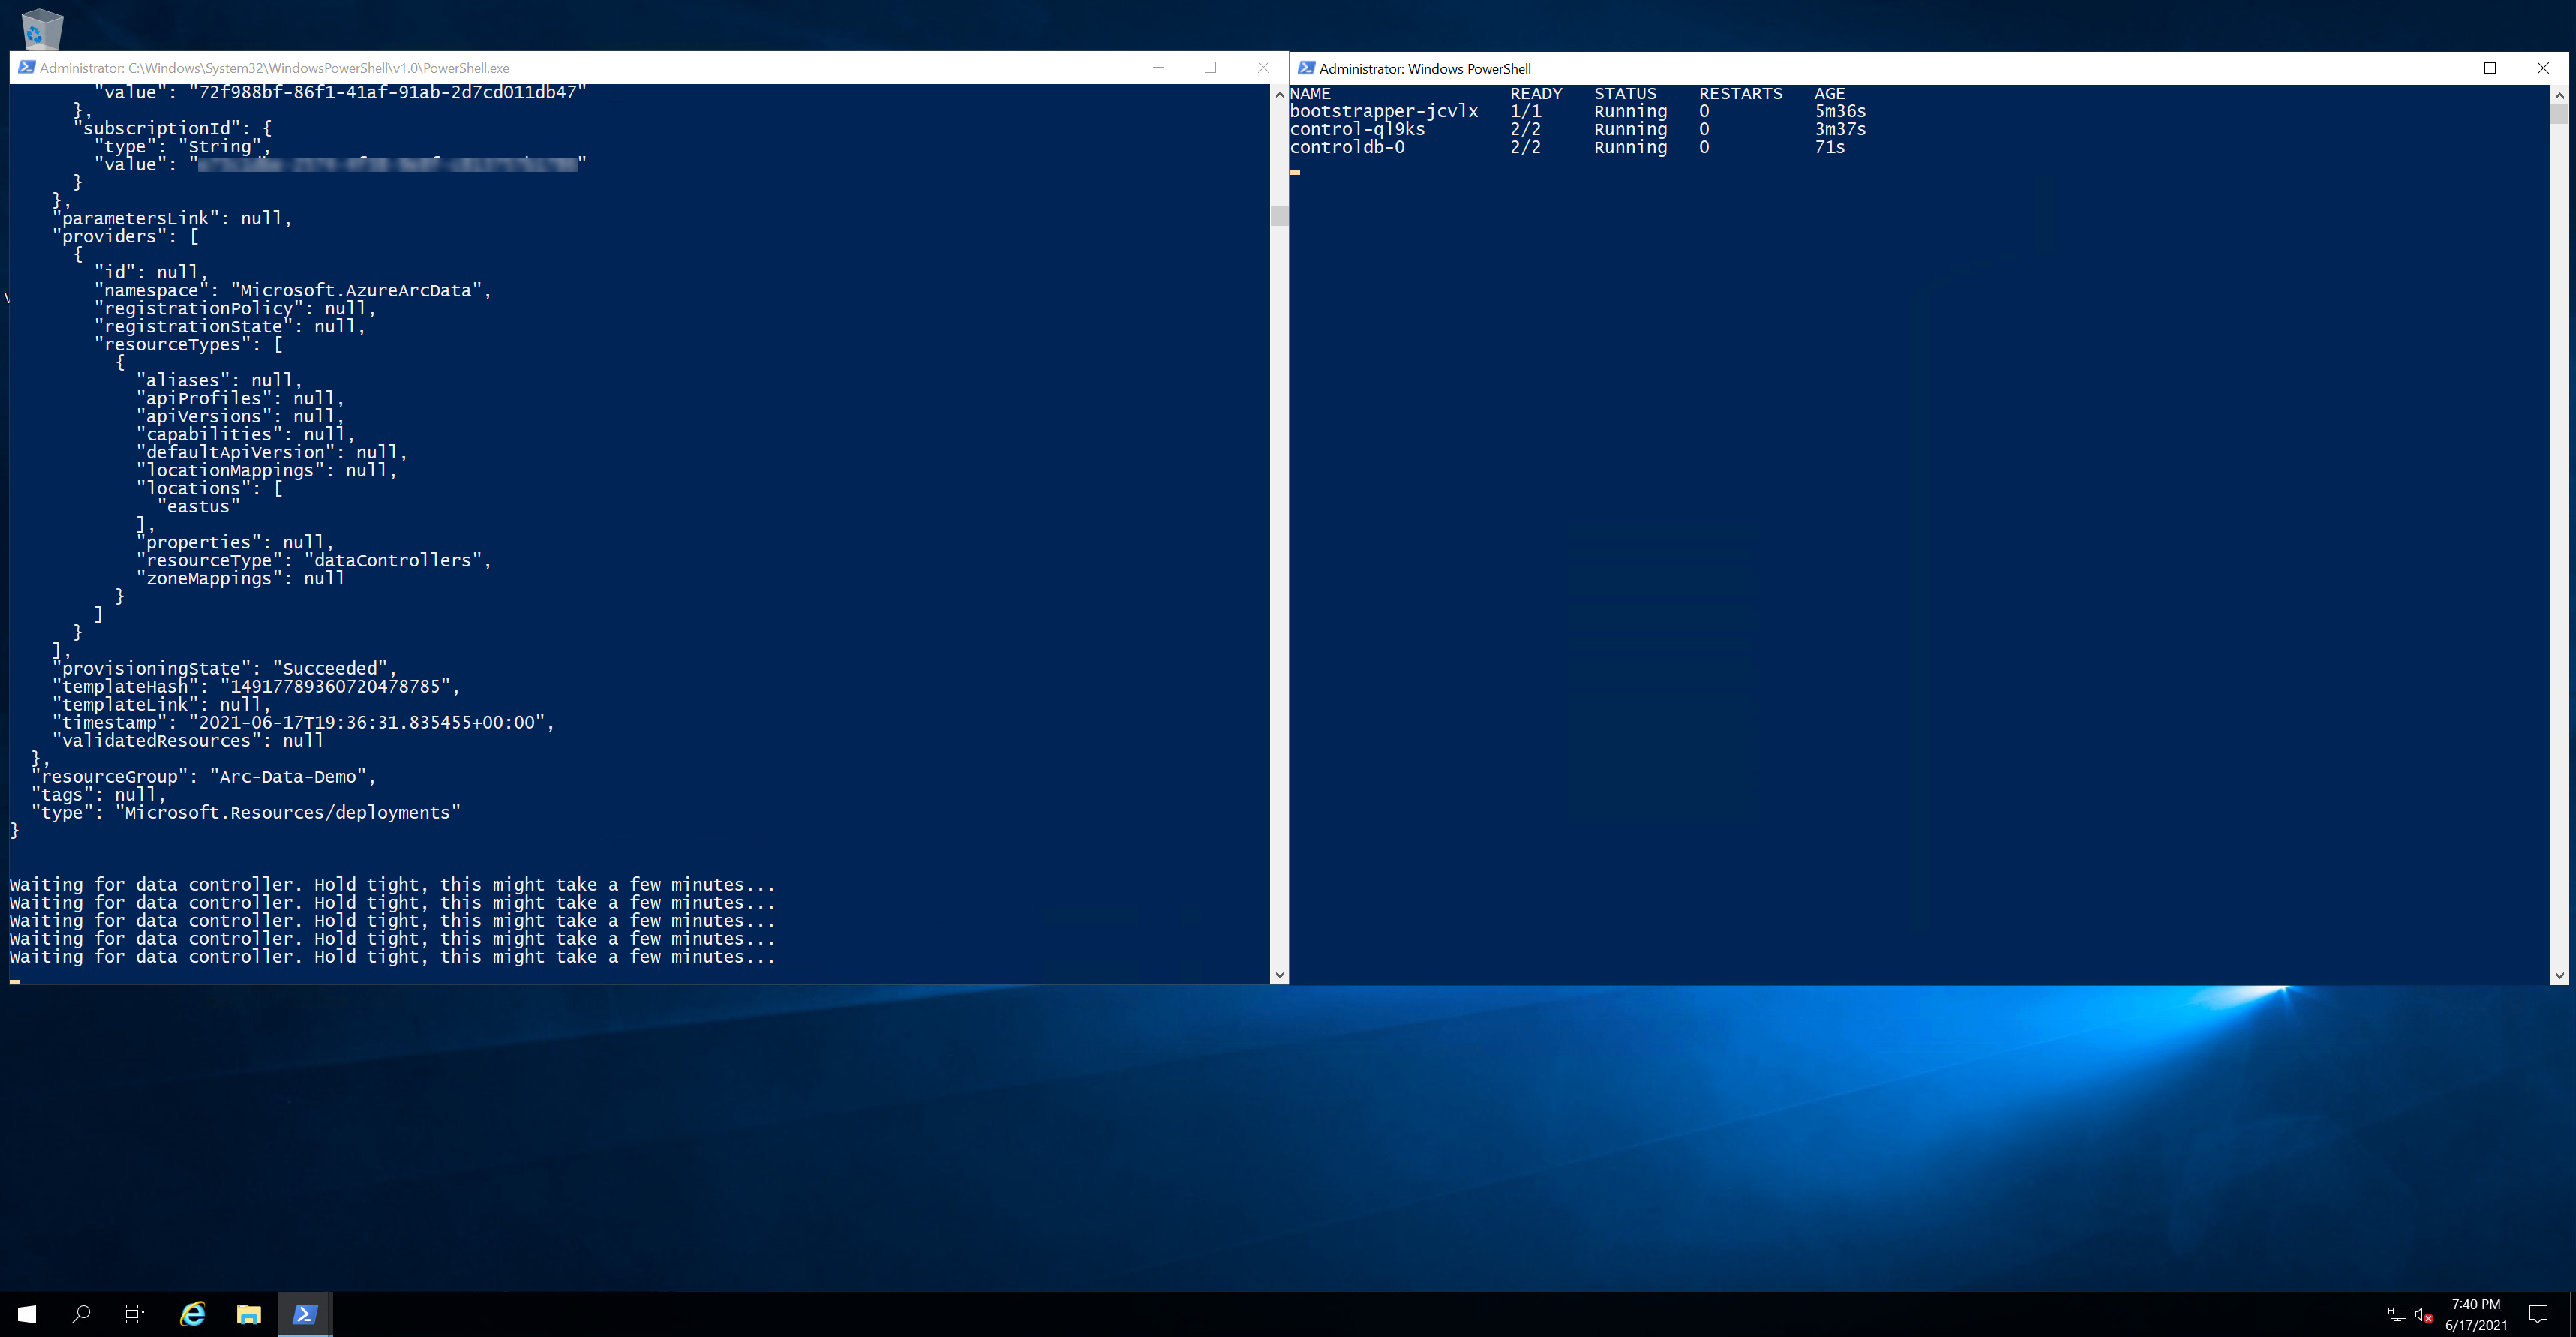 Administrator: C:\Windows\System32\WindowsPowerShell\v1.0\PowerShell.exe
"value": "72f988bf-86f1-41af-91ab-2d7cd011db47"
},
"subscriptionId": {
"type": "String",
"value": " "
}
},
"parametersLink": null,
"providers": [
{
"id": null,
"namespace": "Microsoft.AzureArcData",
"registrationPolicy": null,
"registrationState": null,
"resourceTypes": [
{
"aliases": null,
"apiProfiles": null,
"apiVersions": null,
"capabilities": null,
"defaultApiVersion": null,
"locationMappings": null,
"locations": [
"eastus"
],
"properties": null,
"resourceType": "dataControllers",
"zoneMappings": null
}
]
}
],
"provisioningState": "Succeeded",
"templateHash": "14917789360720478785",
"templateLink": null,
"timestamp": "2021-06-17T19:36:31.835455+00:00",
"validatedResources": null
},
"resourceGroup": "Arc-Data-Demo",
"tags": null,
"type": "Microsoft.Resources/deployments"
}
Waiting for data controller. Hold tight, this might take a few minutes...
Waiting for data controller. Hold tight, this might take a few minutes...
Waiting for data controller. Hold tight, this might take a few minutes...
Waiting for data controller. Hold tight, this might take a few minutes...
Waiting for data controller. Hold tight, this might take a few minutes...
Administrator: Windows PowerShell
NAME READY STATUS RESTARTS AGE
bootstrapper-jcvlx 1/1 Running 0 5m36s
control-ql9ks 2/2 Running 0 3m37s
controldb-0 2/2 Running 0 71s
7:40 PM
6/17/2021